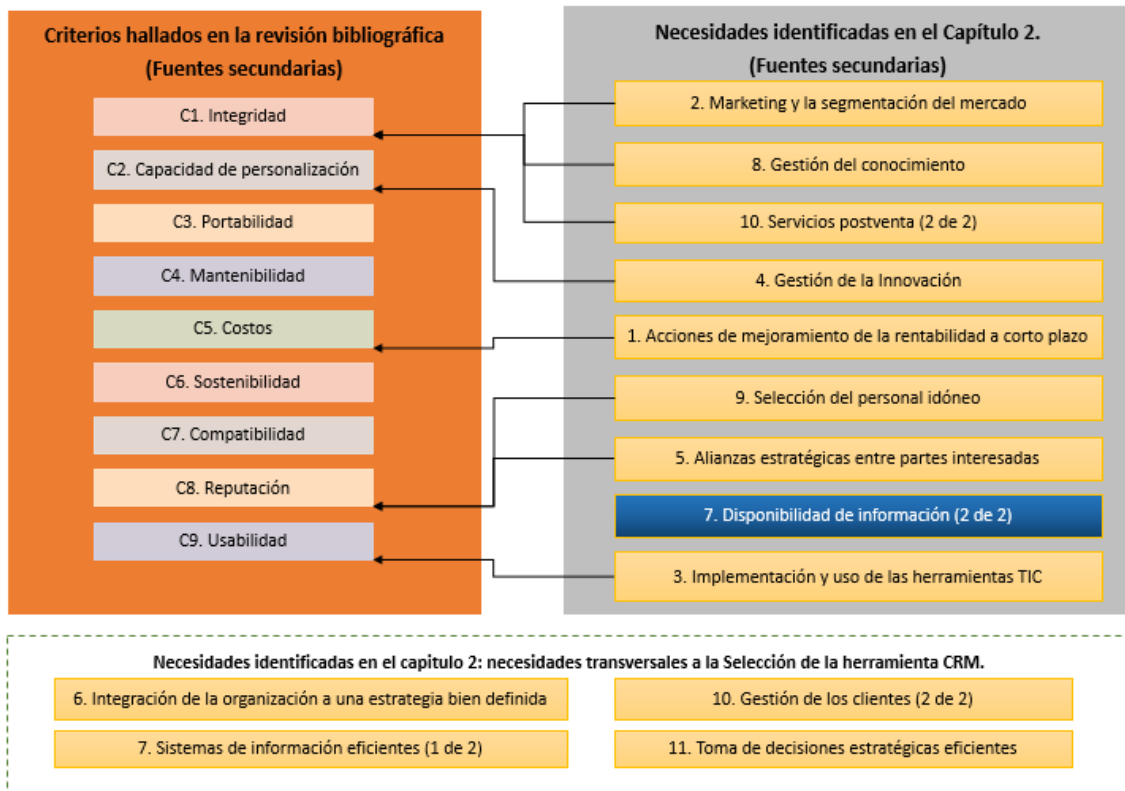 Criterios hallados en la revisión bibliográfica
(Fuentes secundarias)
C1. Integridad
C2. Capacidad de personalización
C3. Portabilidad
C4. Mantenibilidad
C5. Costos
C6. Sostenibilidad
C7. Compatibilidad
C8. Reputación
C9. Usabilidad
Necesidades identificadas en el Capítulo 2.
(Fuentes secundarias)
2. Marketing y la segmentación del mercado
8. Gestión del conocimiento
10. Servicios postventa (2 de 2)
4. Gestión de la Innovación
1. Acciones de mejoramiento de la rentabilidad a corto plazo
9. Selección del personal idóneo
5. Alianzas estratégicas entre partes interesadas
7. Disponibilidad de información (2 de 2)
3. Implementación y uso de las herramientas TIC
Necesidades identificadas en el capitulo 2: necesidades transversales a la Selección de la herramienta CRM.
6. Integración de la organización a una estrategia bien definida
10. Gestión de los clientes (2 de 2)
7. Sistemas de información eficientes (1 de 2)
11. Toma de decisiones estratégicas eficientes